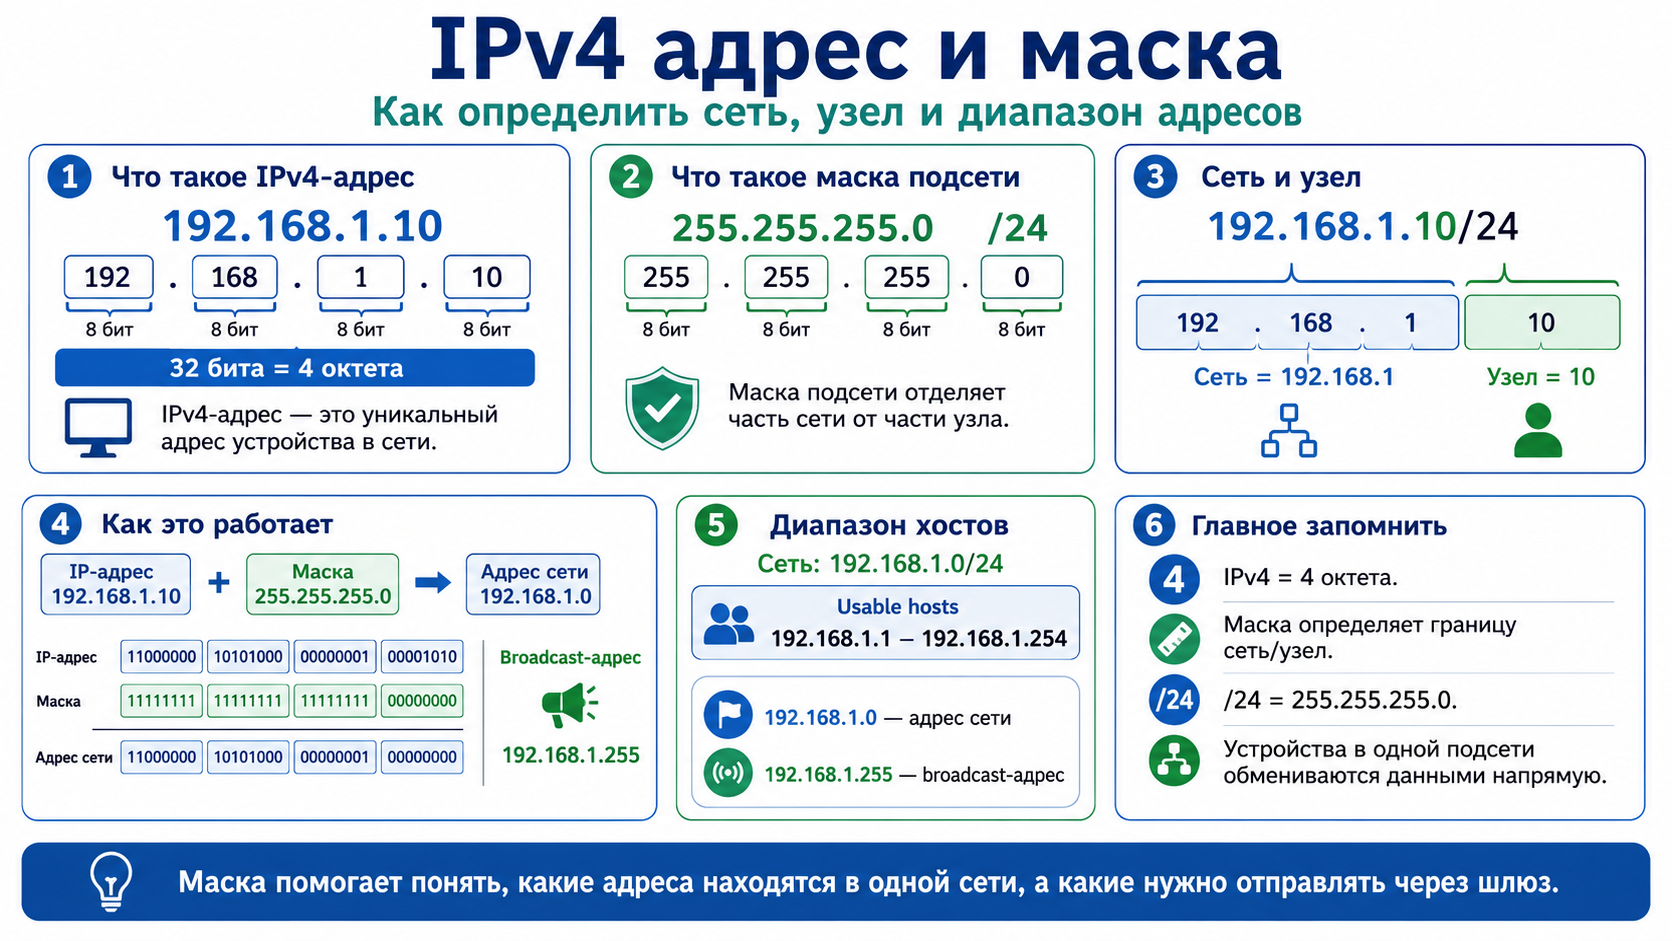 IPv4 адрес и маска
Как определить сеть, узел и диапазон адресов
1 Что такое IPv4-адрес
192.168.1.10
192 . 168 . 1 . 10
8 бит 8 бит 8 бит 8 бит
32 бита = 4 октета
IPv4-адрес — это уникальный
адрес устройства в сети.
2 Что такое маска подсети
255.255.255.0 /24
255 . 255 . 255 . 0
8 бит 8 бит 8 бит 8 бит
Маска подсети отделяет
часть сети от части узла.
3 Сеть и узел
192.168.1.10/24
192 . 168 . 1 10
Сеть = 192.168.1 Узел = 10
4 Как это работает
IP-адрес
192.168.1.10
+
Маска
255.255.255.0
Адрес сети
192.168.1.0
IP-адрес 11000000 10101000 00000001 00001010
Маска 11111111 11111111 11111111 00000000
Адрес сети 11000000 10101000 00000001 00000000
Broadcast-адрес
192.168.1.255
5 Диапазон хостов
Сеть: 192.168.1.0/24
Usable hosts
192.168.1.1 – 192.168.1.254
192.168.1.0 — адрес сети
192.168.1.255 — broadcast-адрес
6 Главное запомнить
4 IPv4 = 4 октета.
Маска определяет границу
сеть/узел.
/24 /24 = 255.255.255.0.
Устройства в одной подсети
обмениваются данными напрямую.
Маска помогает понять, какие адреса находятся в одной сети, а какие нужно отправлять через шлюз.